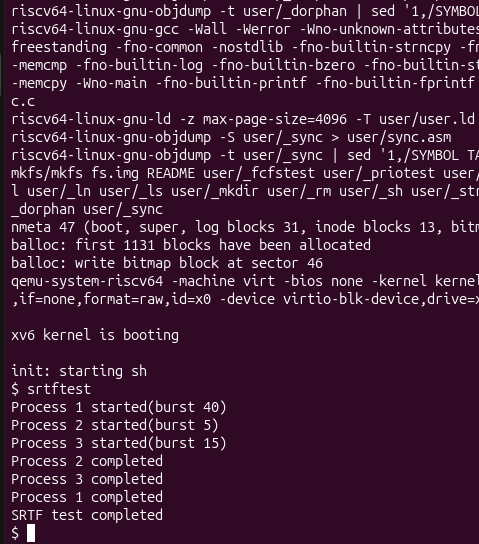 riscv64-linux-gnu-objdump -t user/_dorphan | sed '1,/SYMBOL
riscv64-linux-gnu-gcc -Wall -Werror -Wno-unknown-attributes
freestanding -fno-common -nostdlib -fno-builtin-strncpy -f
-memcmp -fno-builtin-log -fno-builtin-bzero -fno-builtin-st
-memcpy -Wno-main -fno-builtin-printf -fno-builtin-fprintf
c.c
riscv64-linux-gnu-ld -z max-page-size=4096 -T user/user.ld
riscv64-linux-gnu-objdump -S user/_sync > user/sync.asm
riscv64-linux-gnu-objdump -t user/_sync | sed '1,/SYMBOL TA
mkfs/mkfs fs.img README user/_fcfstest user/_priotest user/
l user/_ln user/_ls user/_mkdir user/_rm user/_sh user/_str
_dorphan user/_sync
nmeta 47 (boot, super, log blocks 31, inode blocks 13, bitm
balloc: first 1131 blocks have been allocated
balloc: write bitmap block at sector 46
qemu-system-riscv64 -machine virt -bios none -kernel kernel
,if=none,format=raw,id=x0 -device virtio-blk-device,drive=x
xv6 kernel is booting
init: starting sh
$ srtftest
Process 1 started(burst 40)
Process 2 started(burst 5)
Process 3 started(burst 15)
Process 2 completed
Process 3 completed
Process 1 completed
SRTF test completed
$